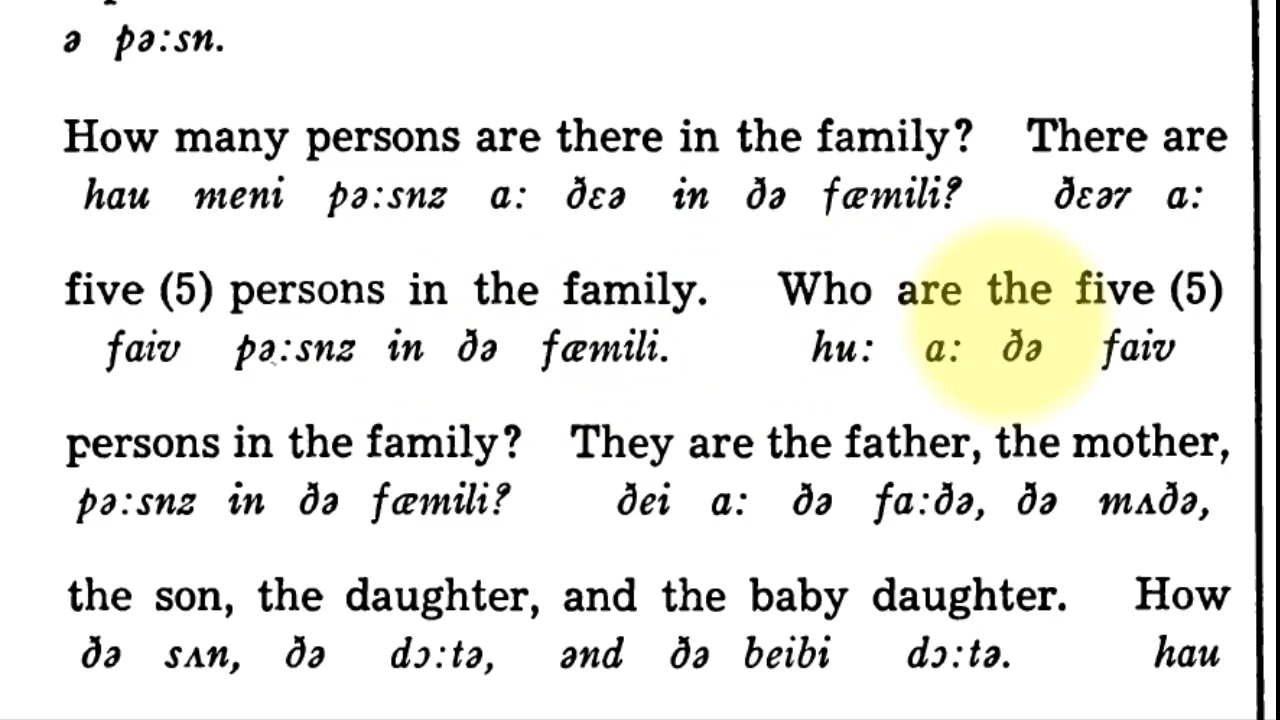 ə pə:sn.
How many persons are there in the family? There are
hau meni pə:snz a: ðɛə in ðə fæmili? ðɛər a:
five (5) persons in the family. Who are the five (5)
faiv pə:snz in ðə fæmili. hu: a: ðə faiv
persons in the family? They are the father, the mother,
pə:snz in ðə fæmili? ðei a: ðə fa:ðə, ðə mʌðə,
the son, the daughter, and the baby daughter. How
ðə sʌn, ðə dɔ:tə, ənd ðə beibi dɔ:tə. hau